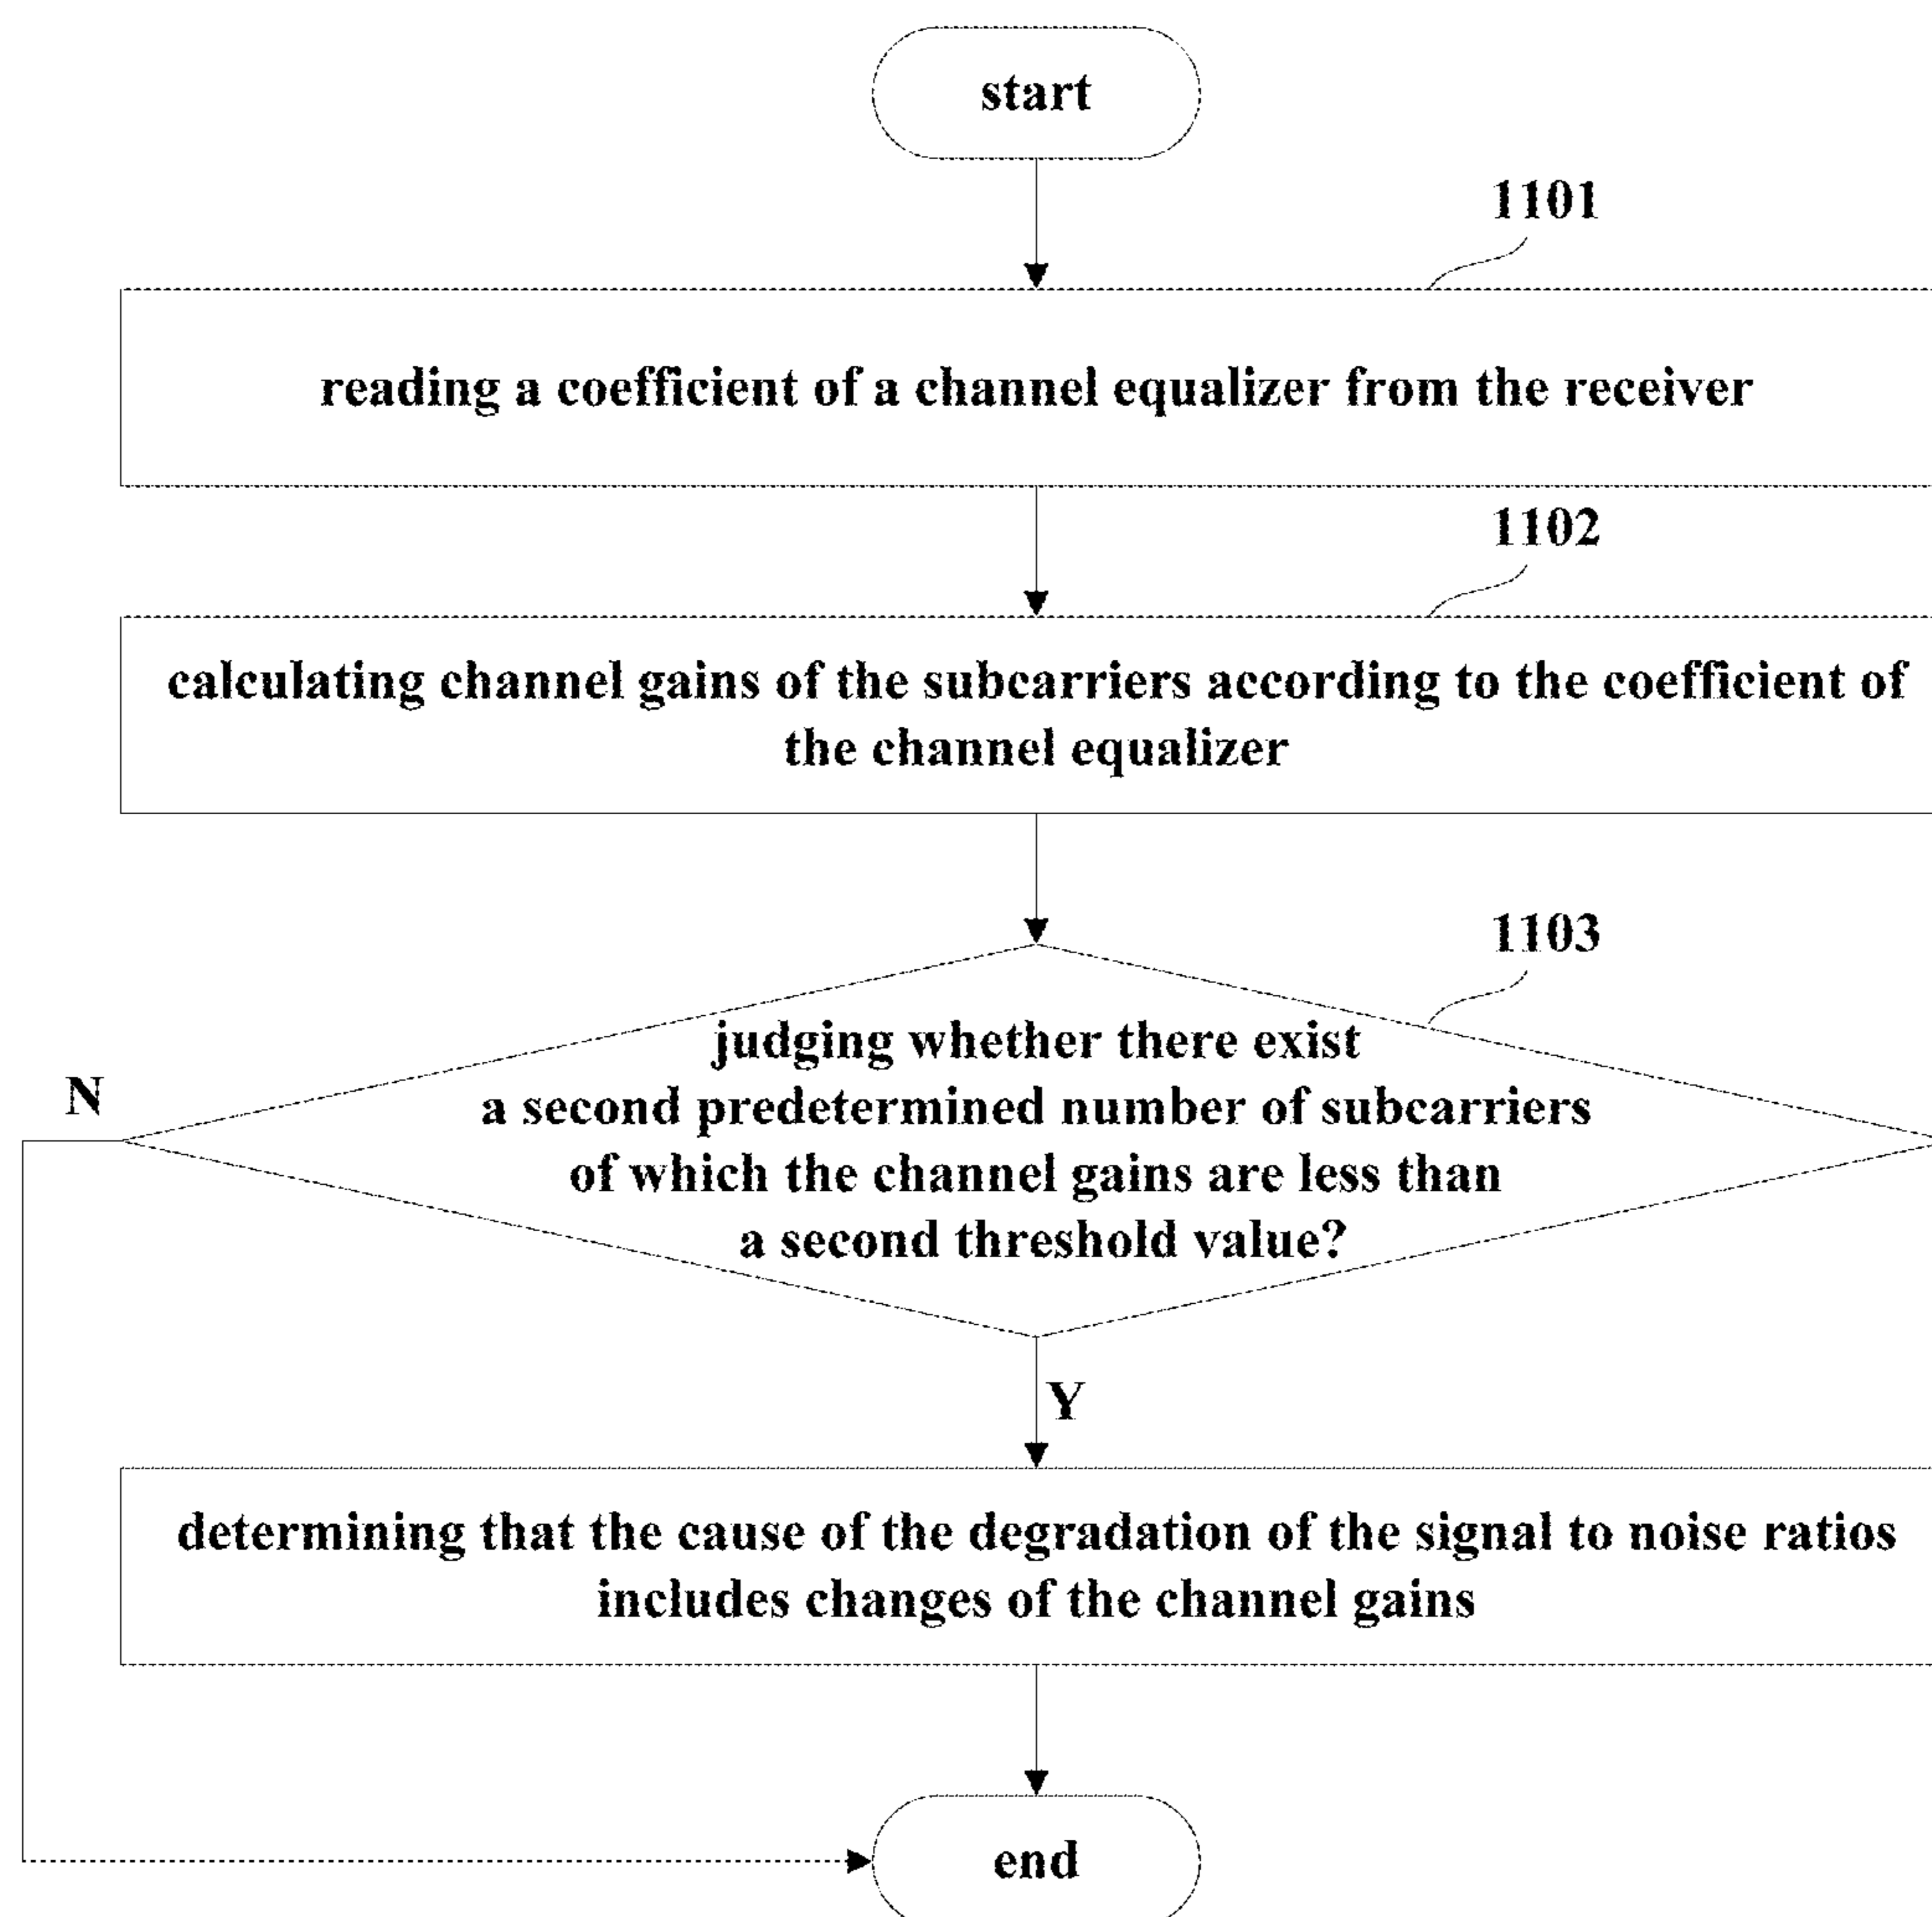 start
1101
reading a coefficient of a channel equalizer from the receiver
1102
calculating channel gains of the subcarriers according to the coefficient of
the channel equalizer
1103
judging whether there exist
a second predetermined number of subcarriers
of which the channel gains are less than
a second threshold value?
N
Y
determining that the cause of the degradation of the signal to noise ratios
includes changes of the channel gains
end